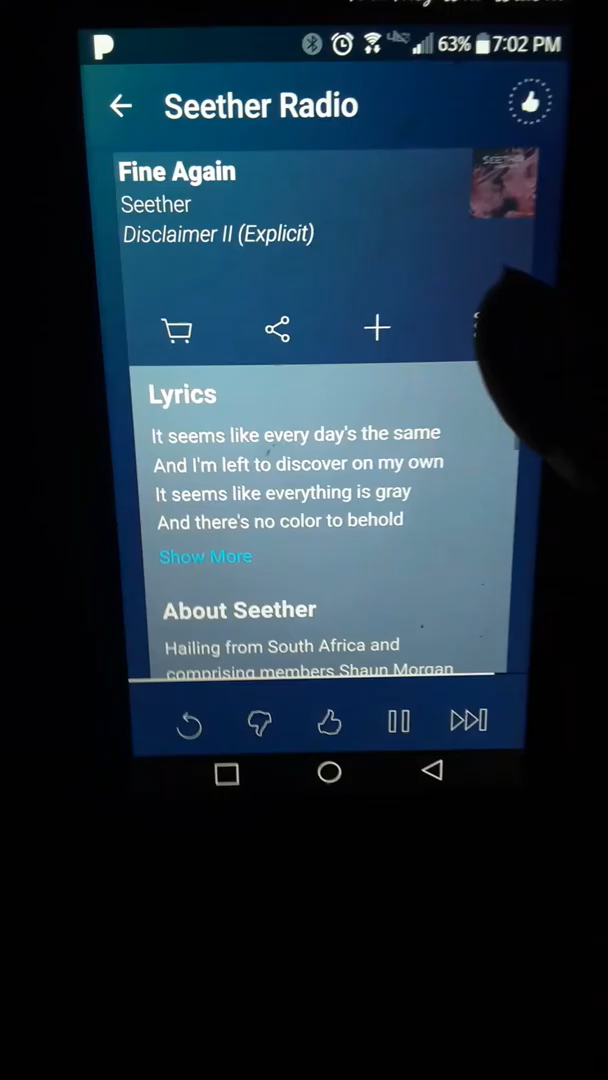 63% 7:02 PM
Seether Radio
Fine Again
Seether
Disclaimer II (Explicit)
SEETHER
Lyrics
It seems like every day's the same
And I'm left to discover on my own
It seems like everything is gray
And there's no color to behold
Show More
About Seether
Hailing from South Africa and
comprising members Shaun Morgan